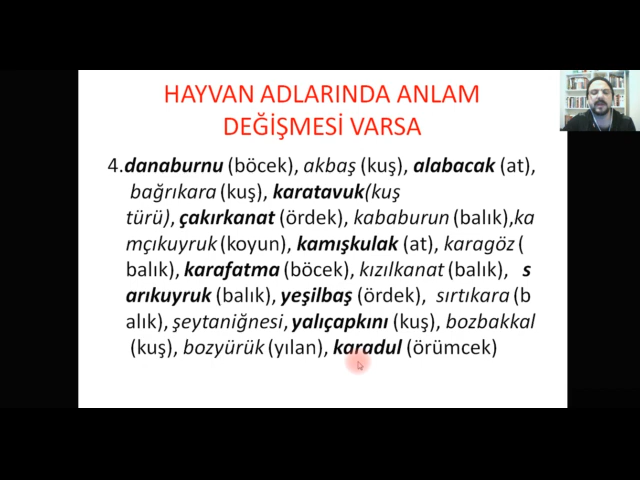 HAYVAN ADLARINDA ANLAM
DEĞİŞMESİ VARSA
4.danaburnu (böcek), akbaş (kuş), alabacak (at),
bağrıkara (kuş), karatavuk(kuş
türü), çakırkanat (ördek), kababurun (balık),ka
mçıkuyruk (koyun), kamışkulak (at), karagöz (
balık), karafatma (böcek), kızılkanat (balık), s
arıkuyruk (balık), yeşilbaş (ördek), sırtıkara (b
alık), şeytaniğnesi, yalıçapkını (kuş), bozbakkal
(kuş), bozyürük (yılan), karadul (örümcek)